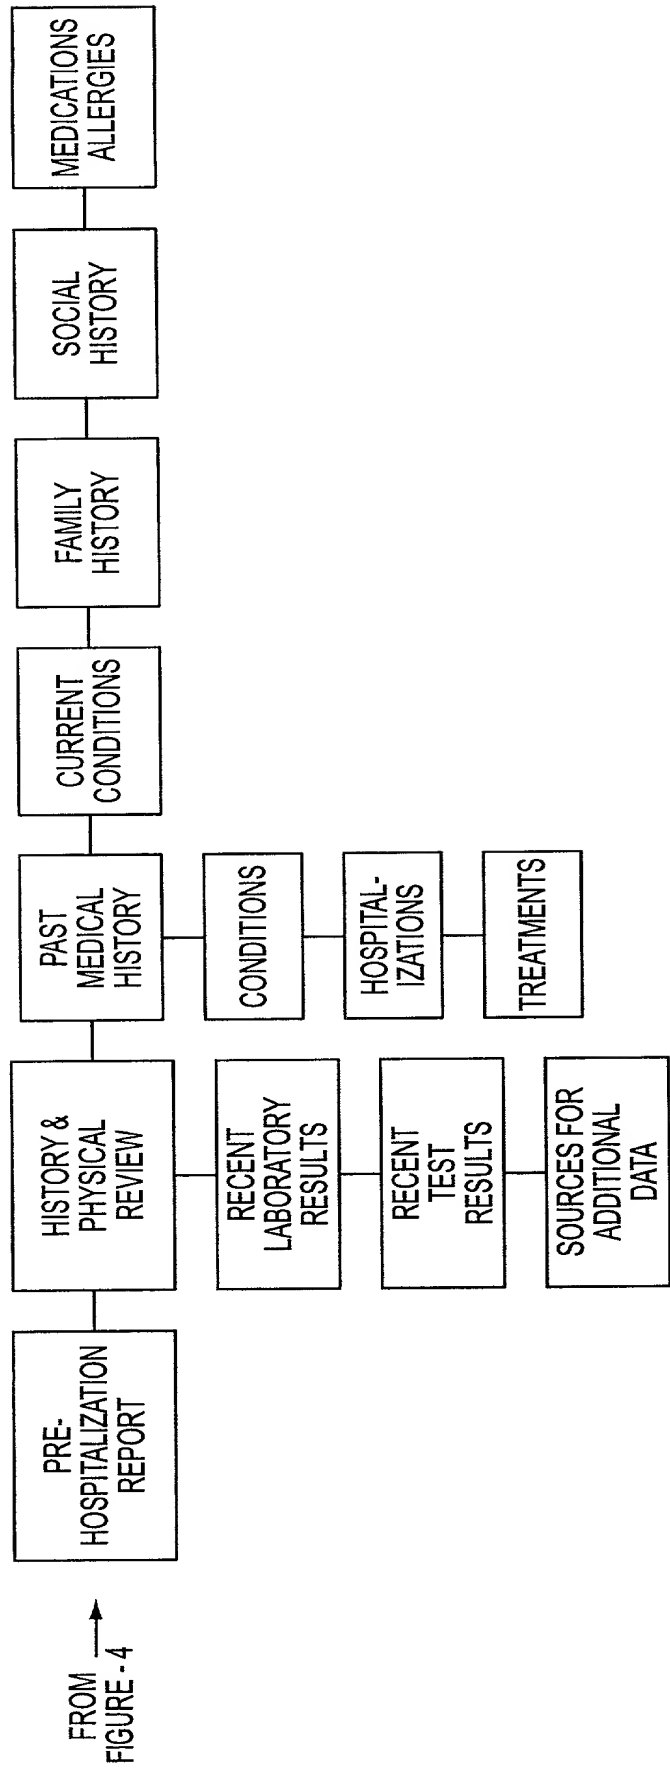 FROM
FIGURE - 4
PRE-
HOSPITALIZATION
REPORT
HISTORY &
PHYSICAL
REVIEW
RECENT
LABORATORY
RESULTS
RECENT
TEST
RESULTS
SOURCES FOR
ADDITIONAL
DATA
PAST
MEDICAL
HISTORY
CONDITIONS
HOSPITAL-
IZATIONS
TREATMENTS
CURRENT
CONDITIONS
FAMILY
HISTORY
SOCIAL
HISTORY
MEDICATIONS
ALLERGIES